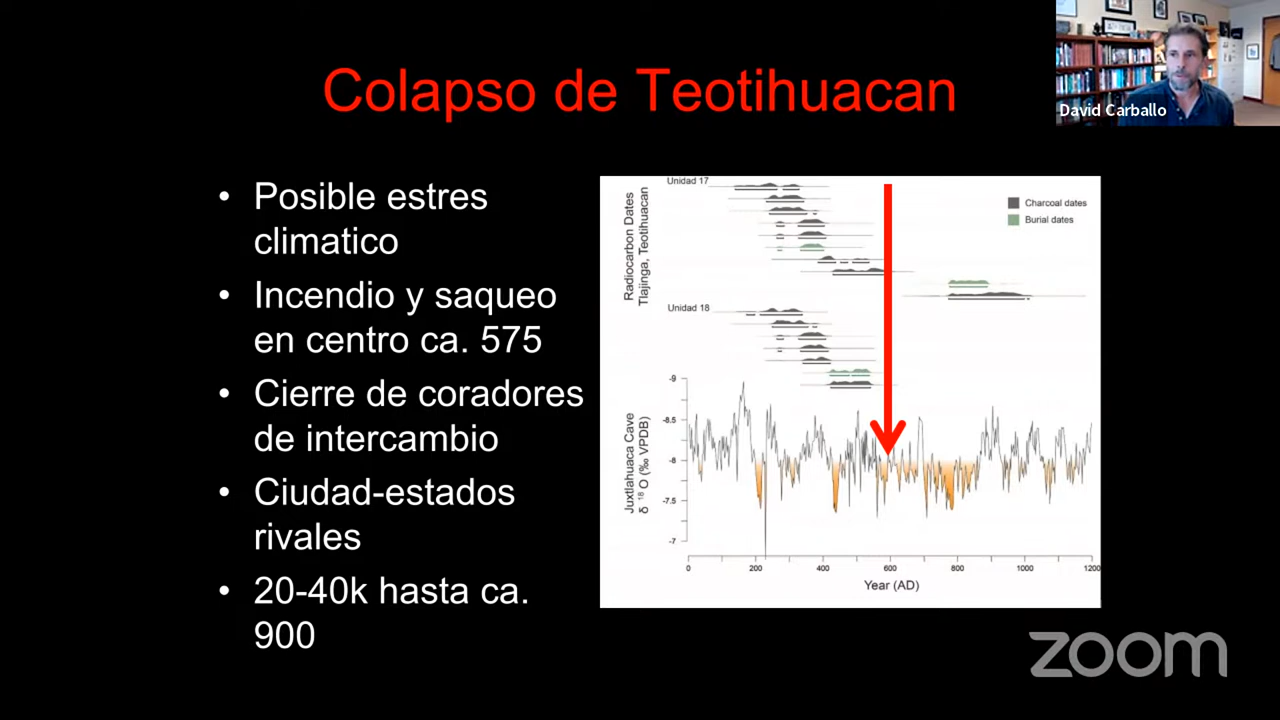 Colapso de Teotihuacan
David Carballo
• Posible estres
climatico
• Incendio y saqueo
en centro ca. 575
• Cierre de coradores
de intercambio
• Ciudad-estados
rivales
• 20-40k hasta ca.
900
Unidad 17
Radiocarbon Dates
Tlajinga, Teotihuacan
Charcoal dates
Burial dates
Unidad 18
Juxtlahuaca Cave
δ 18 O (‰ VPDB)
-9
-8.5
-8
-7.5
-7
0 200 400 600 800 1000 1200
Year (AD)
zoom